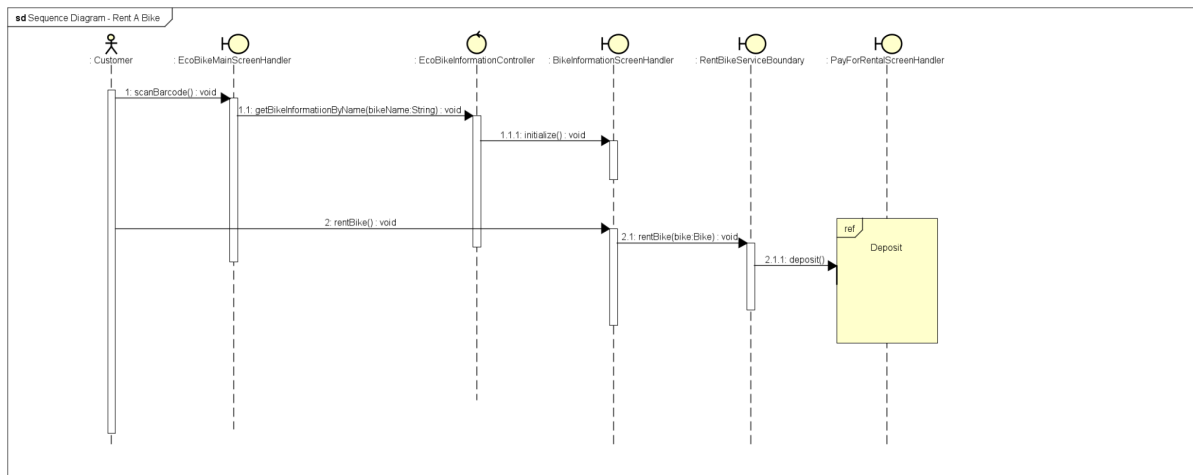 sd Sequence Diagram - Rent A Bike
: Customer
: EcoBikeMainScreenHandler
: EcoBikeInformationController
: BikeInformationScreenHandler
: RentBikeServiceBoundary
: PayForRentalScreenHandler
1: scanBarcode() : void
1.1: getBikeInformatiionByName(bikeName:String) : void
1.1.1: initialize() : void
2: rentBike() : void
2.1: rentBike(bike:Bike) : void
ref
Deposit
2.1.1: deposit()